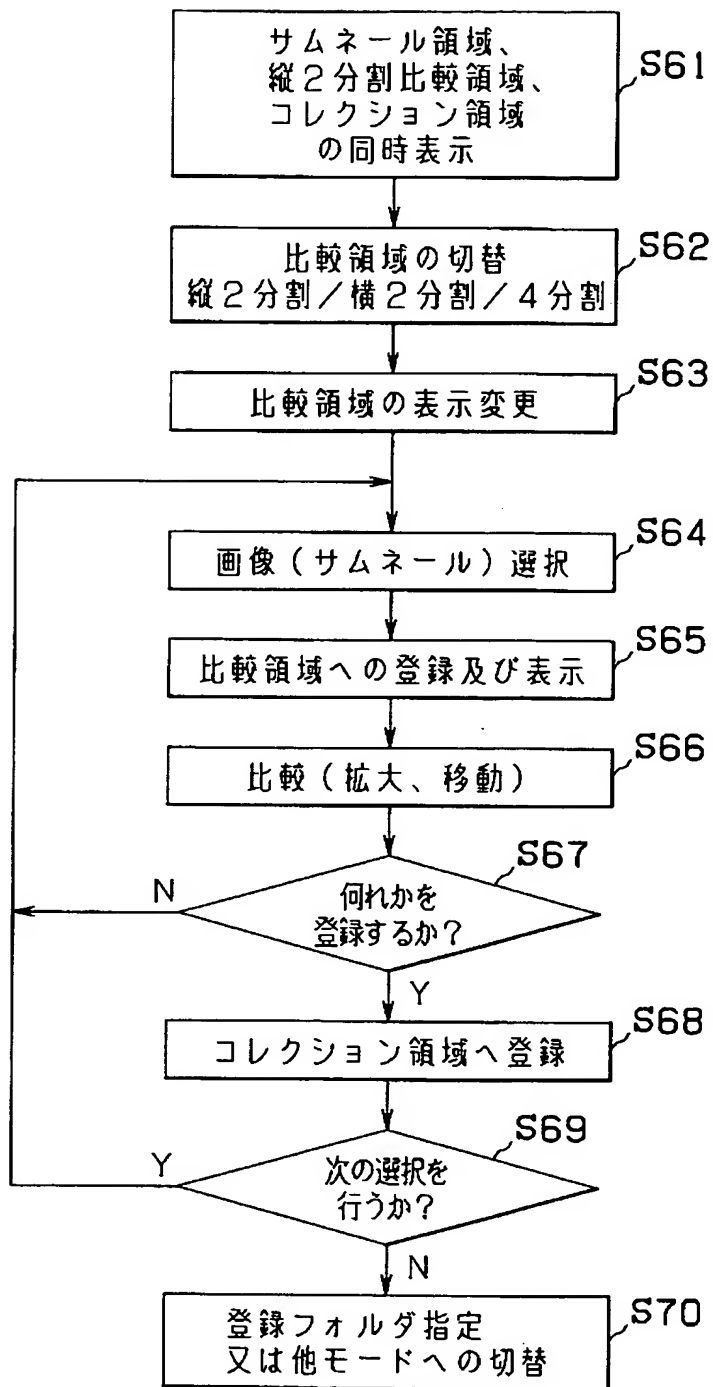 サムネール領域、
縦2分割比較領域、
コレクション領域
の同時表示
S61
比較領域の切替
縦2分割/横2分割/4分割
S62
比較領域の表示変更
S63
画像(サムネール)選択
S64
比較領域への登録及び表示
S65
比較(拡大、移動)
S66
何れかを
登録するか?
S67
N
Y
コレクション領域へ登録
S68
次の選択を
行うか?
S69
Y
N
登録フォルダ指定
又は他モードへの切替
S70